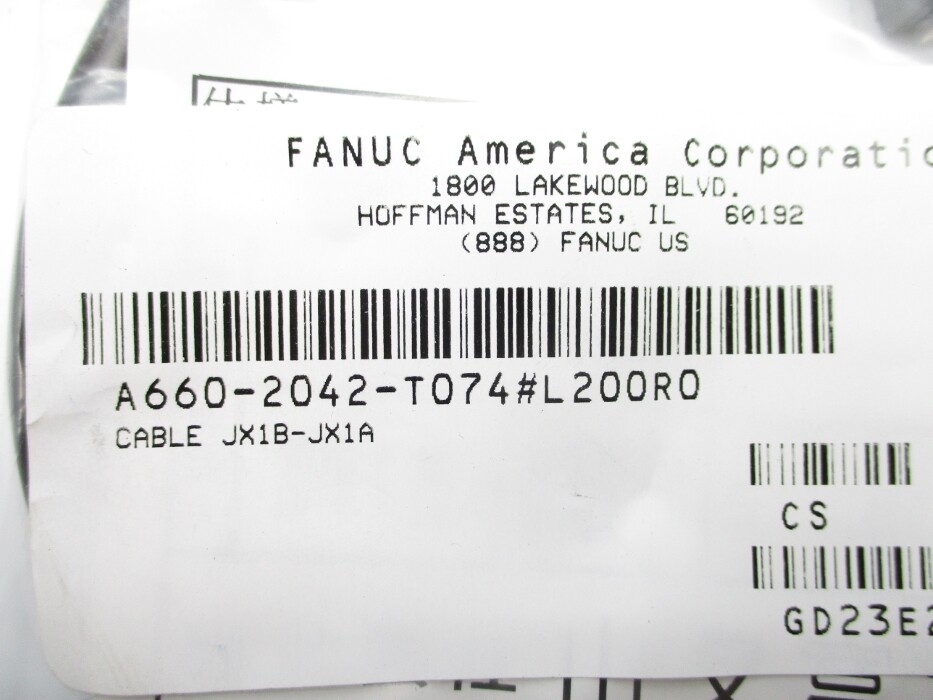 FANUC America Corporatio
1800 LAKEWOOD BLVD.
HOFFMAN ESTATES, IL 60192
(888) FANUC US
A660-2042-T074#L200R0
CABLE JX1B-JX1A
CS
GD23E2